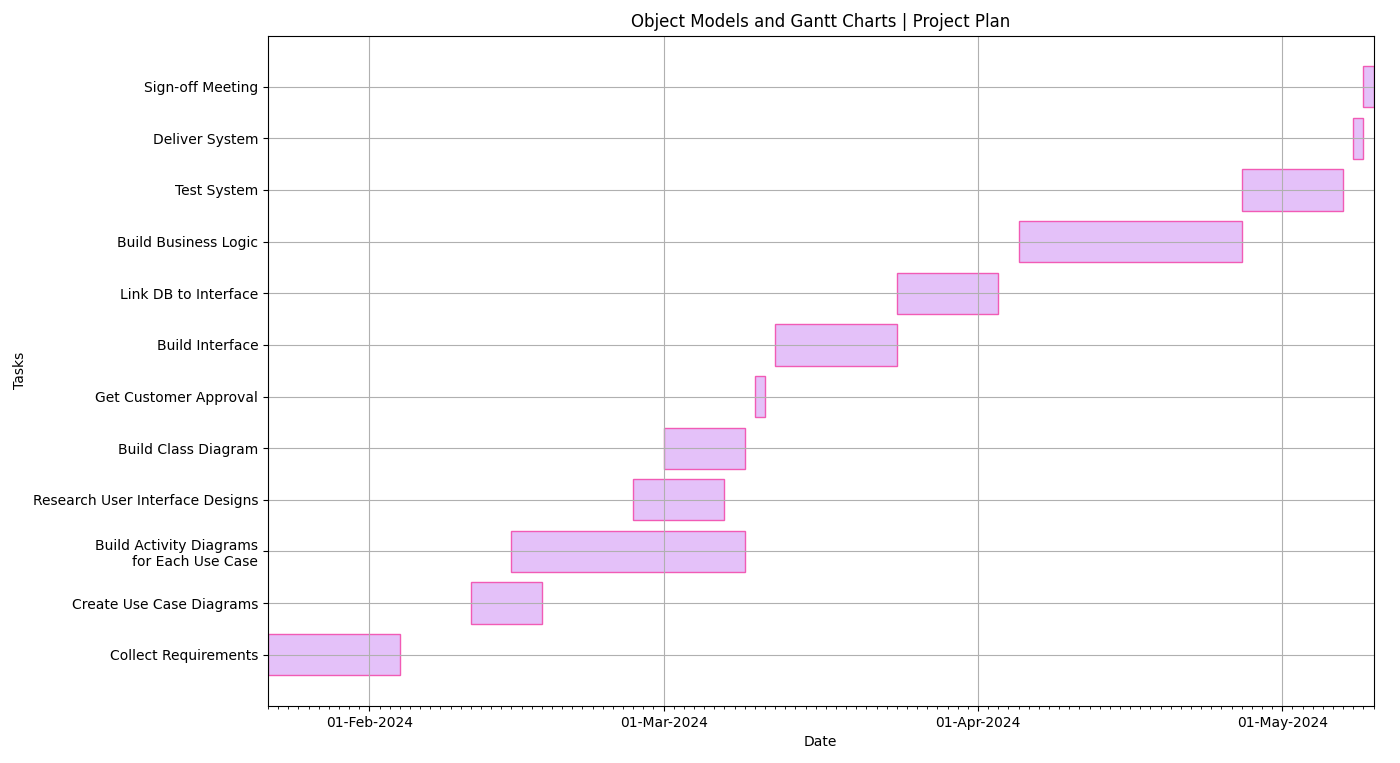 Object Models and Gantt Charts | Project Plan
Sign-off Meeting
Deliver System
Test System
Build Business Logic
Link DB to Interface
Build Interface
Get Customer Approval
Build Class Diagram
Research User Interface Designs
Build Activity Diagrams
for Each Use Case
Create Use Case Diagrams
Collect Requirements
Tasks
01-Feb-2024
01-Mar-2024
01-Apr-2024
01-May-2024
Date